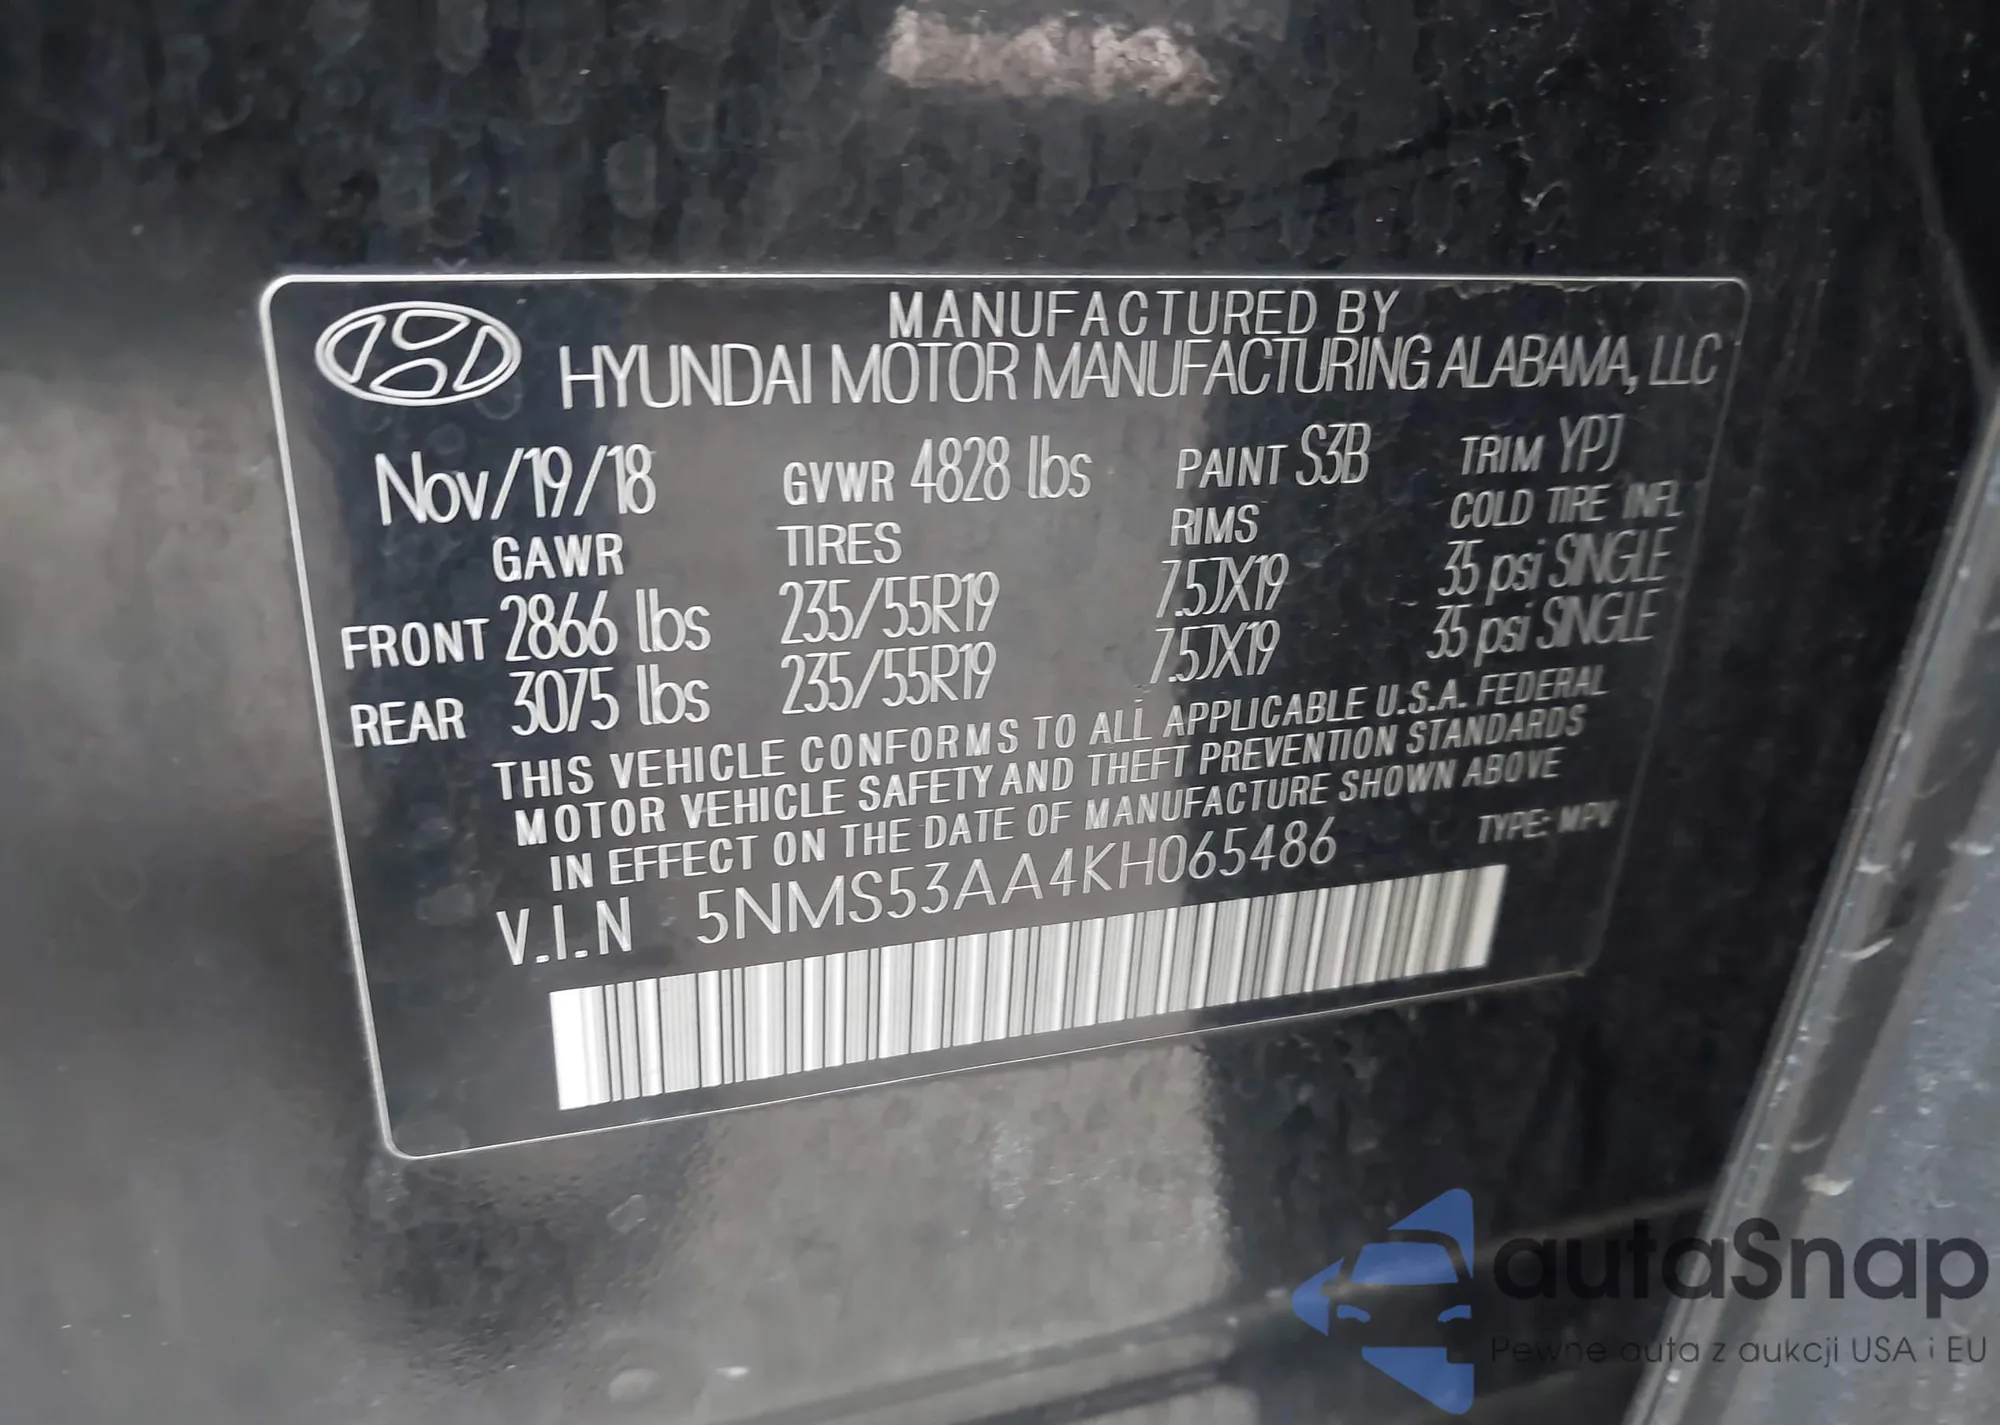 MANUFACTURED BY
HYUNDAI MOTOR MANUFACTURING ALABAMA, LLC
Nov/19/18 GVWR 4828 lbs PAINT S3B TRIM YPJ
GAWR TIRES RIMS COLD TIRE INFL
FRONT 2866 lbs 235/55R19 7.5JX19 35 psi SINGLE
REAR 3075 lbs 235/55R19 7.5JX19 35 psi SINGLE
THIS VEHICLE CONFORMS TO ALL APPLICABLE U.S.A. FEDERAL
MOTOR VEHICLE SAFETY AND THEFT PREVENTION STANDARDS
IN EFFECT ON THE DATE OF MANUFACTURE SHOWN ABOVE
V.I.N 5NMS53AA4KH065486 TYPE: MPV
autaSnap
Pewne auta z aukcji USA i EU